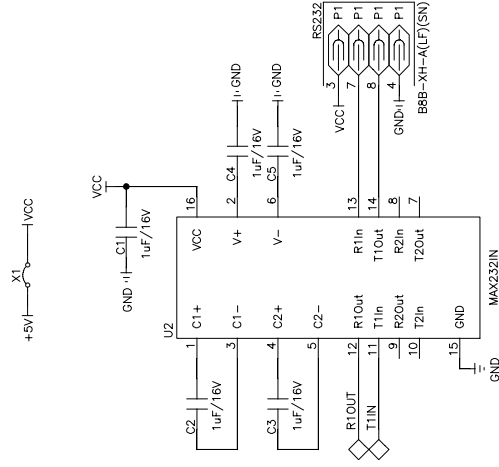 +5V
X1
VCC
VCC
C1
1uF/16V
GND
C4
1uF/16V
GND
C5
1uF/16V
GND
RS232
3
P1
7
P1
8
P1
4
P1
VCC
GND
B8B-XH-A(LF)(SN)
16
2
6
13
14
8
7
VCC
V+
V-
R1In
T1Out
R2In
T2Out
U2
C1+
C1-
C2+
C2-
R1Out
T1In
R2Out
T2In
GND
MAX232IN
1
3
4
5
12
11
9
10
15
C2
1uF/16V
C3
1uF/16V
R1OUT
T1IN
GND